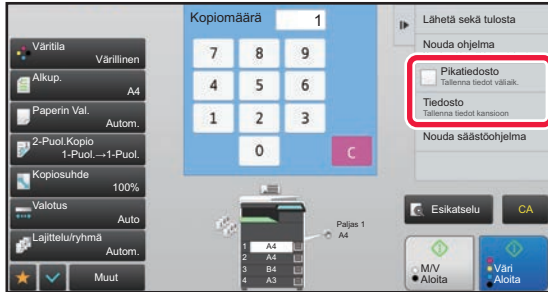 Väritila
Värillinen
Alkup.
A4
Paperin Val.
Autom.
2-Puol.Kopio
1-Puol.→1-Puol.
Kopiosuhde
100%
Valotus
Auto
Lajittelu/ryhmä
Autom.
Muut
Kopiomäärä 1
7 8 9
4 5 6
1 2 3
0 C
Paljas 1
A4
1 A4
2 A4
3 B4
4 A3
Lähetä sekä tulosta
Nouda ohjelma
Pikatiedosto
Tallenna tiedot väliaik.
Tiedosto
Tallenna tiedot kansioon
Nouda säästöohjelma
Esikatselu
CA
M/V
Aloita
Väri
Aloita